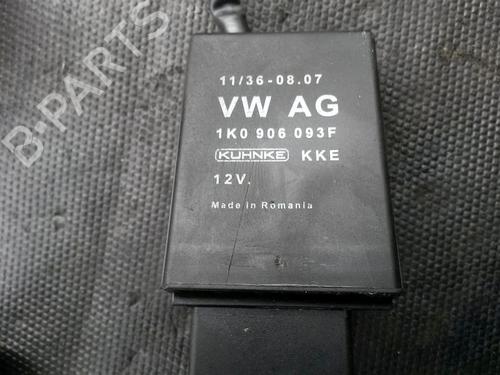 11/36-08.07
VW AG
1K0 906 093F
KUHNKE KKE
12V.
Made in Romania
B-PARTS